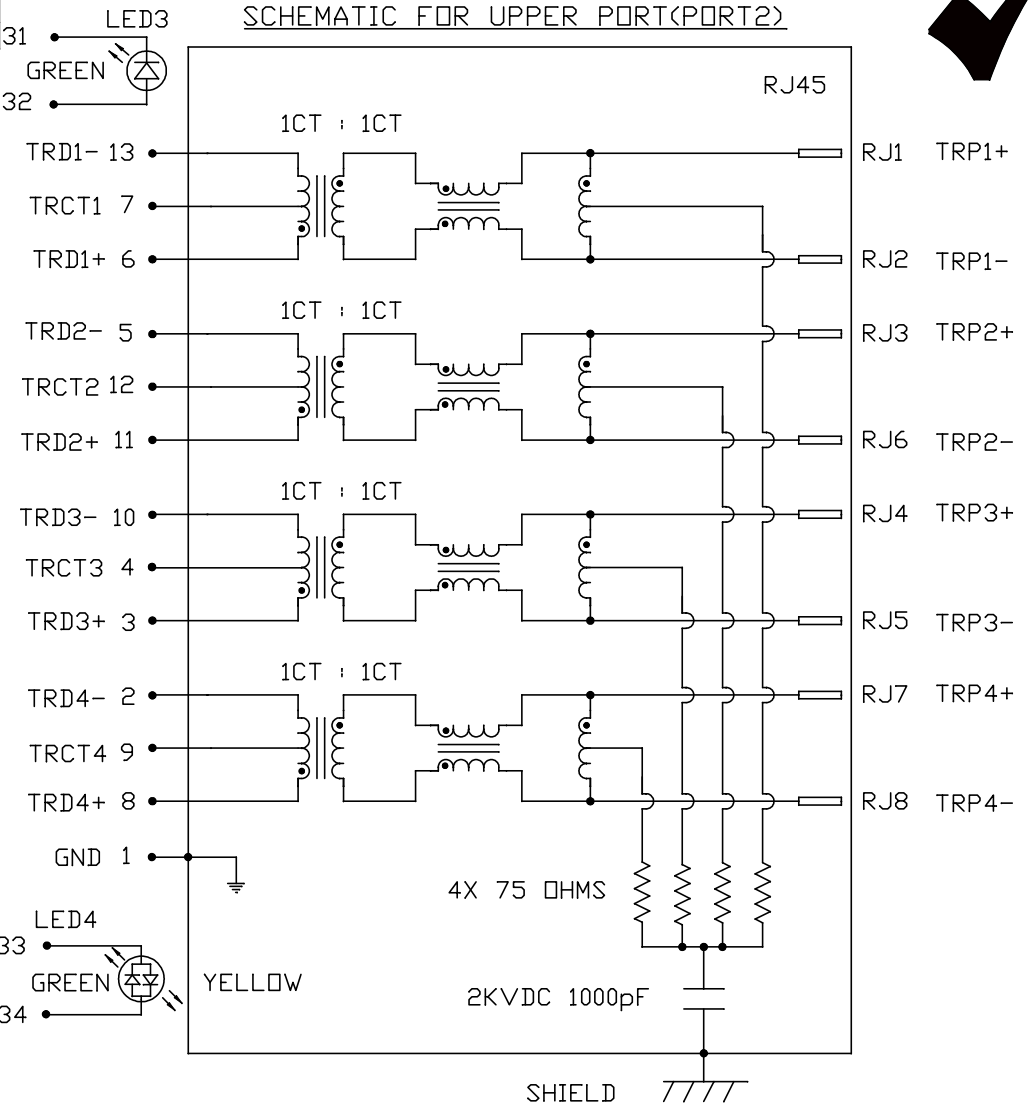 SCHEMATIC FOR UPPER PORT(PORT2)
LED3
31
GREEN
32
RJ45
1CT : 1CT
TRD1- 13
RJ1 TRP1+
TRCT1 7
TRD1+ 6
RJ2 TRP1-
1CT : 1CT
TRD2- 5
RJ3 TRP2+
TRCT2 12
TRD2+ 11
RJ6 TRP2-
1CT : 1CT
TRD3- 10
RJ4 TRP3+
TRCT3 4
TRD3+ 3
RJ5 TRP3-
1CT : 1CT
TRD4- 2
RJ7 TRP4+
TRCT4 9
TRD4+ 8
RJ8 TRP4-
GND 1
4X 75 OHMS
LED4
33
GREEN
YELLOW
34
2KVDC 1000pF
SHIELD